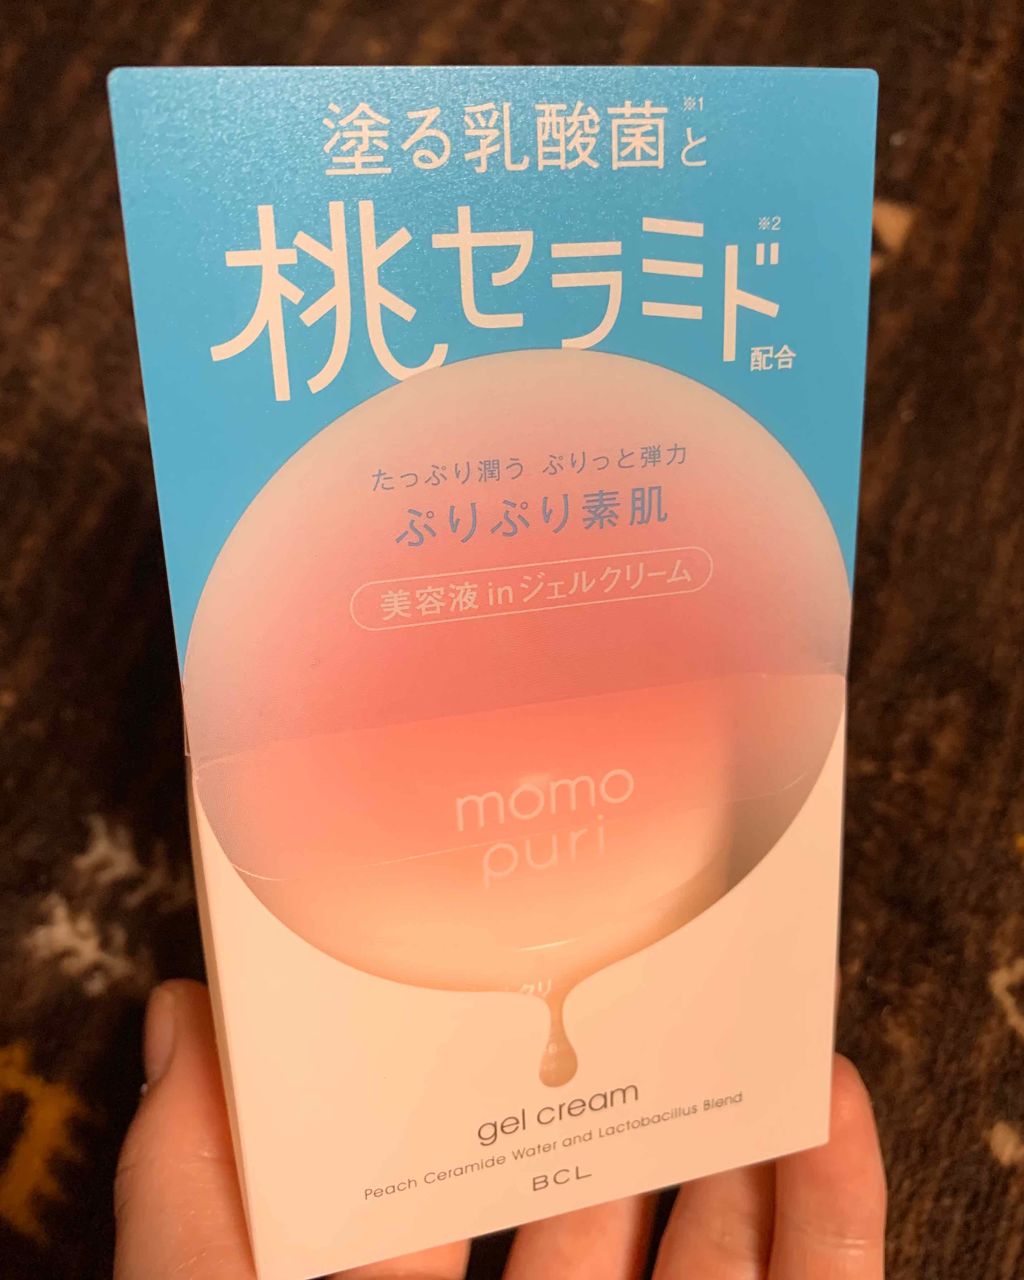 塗る乳酸菌※1と
桃セラミド※2
配合
たっぷり潤う ぷりっと弾力
ぷりぷり素肌
美容液inジェルクリーム
momo
puri
gel cream
Peach Ceramide Water and Lactobacillus Blend
BCL